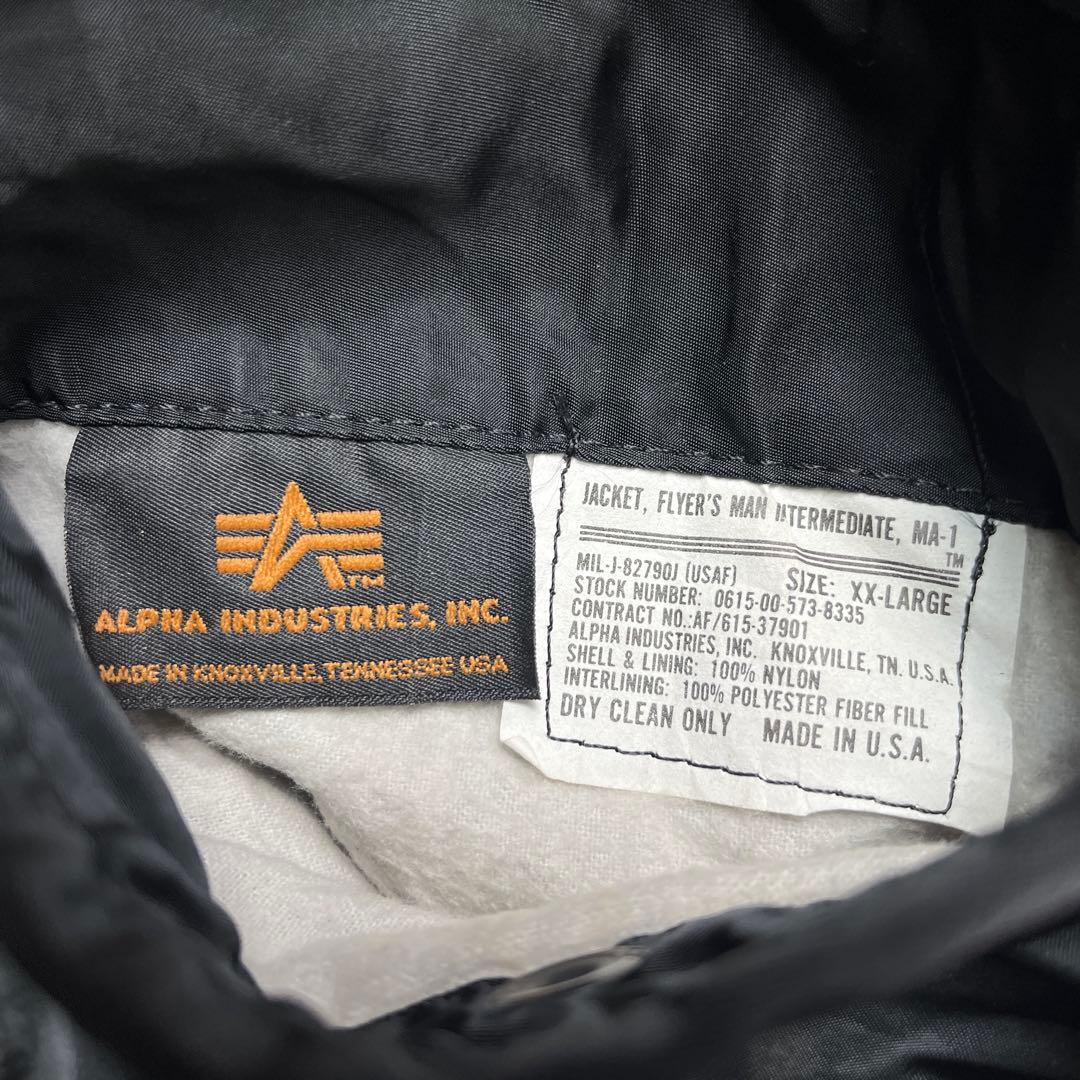 TM
ALPHA INDUSTRIES, INC.
MADE IN KNOXVILLE, TENNESSEE USA
JACKET, FLYER'S MAN INTERMEDIATE, MA-1
TM
MIL-J-82790J (USAF) SIZE: XX-LARGE
STOCK NUMBER: 0615-00-573-8335
CONTRACT NO.:AF/615-37901
ALPHA INDUSTRIES, INC. KNOXVILLE, TN. U.S.A.
SHELL & LINING: 100% NYLON
INTERLINING: 100% POLYESTER FIBER FILL
DRY CLEAN ONLY MADE IN U.S.A.